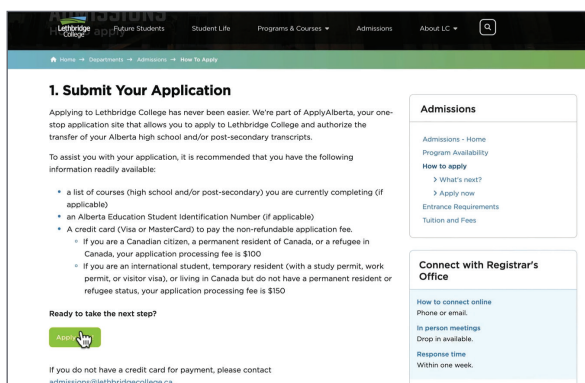 ADMISSIONS
Lethbridge
College
Future Students
Student Life
Programs & Courses
Admissions
About LC
Home → Departments → Admissions → How To Apply
1. Submit Your Application
Applying to Lethbridge College has never been easier. We're part of ApplyAlberta, your one-
stop application site that allows you to apply to Lethbridge College and authorize the
transfer of your Alberta high school and/or post-secondary transcripts.
To assist you with your application, it is recommended that you have the following
information readily available:
• a list of courses (high school and/or post-secondary) you are currently completing (if
applicable)
• an Alberta Education Student Identification Number (if applicable)
• A credit card (Visa or MasterCard) to pay the non-refundable application fee.
◦ If you are a Canadian citizen, a permanent resident of Canada, or a refugee in
Canada, your application processing fee is $100
◦ If you are an international student, temporary resident (with a study permit, work
permit, or visitor visa), or living in Canada but do not have a permanent resident or
refugee status, your application processing fee is $150
Ready to take the next step?
Apply
If you do not have a credit card for payment, please contact
admissions@lethbridgecollege.ca
Admissions
Admissions - Home
Program Availability
How to apply
> What's next?
> Apply now
Entrance Requirements
Tuition and Fees
Connect with Registrar's
Office
How to connect online
Phone or email.
In person meetings
Drop in available.
Response time
Within one week.